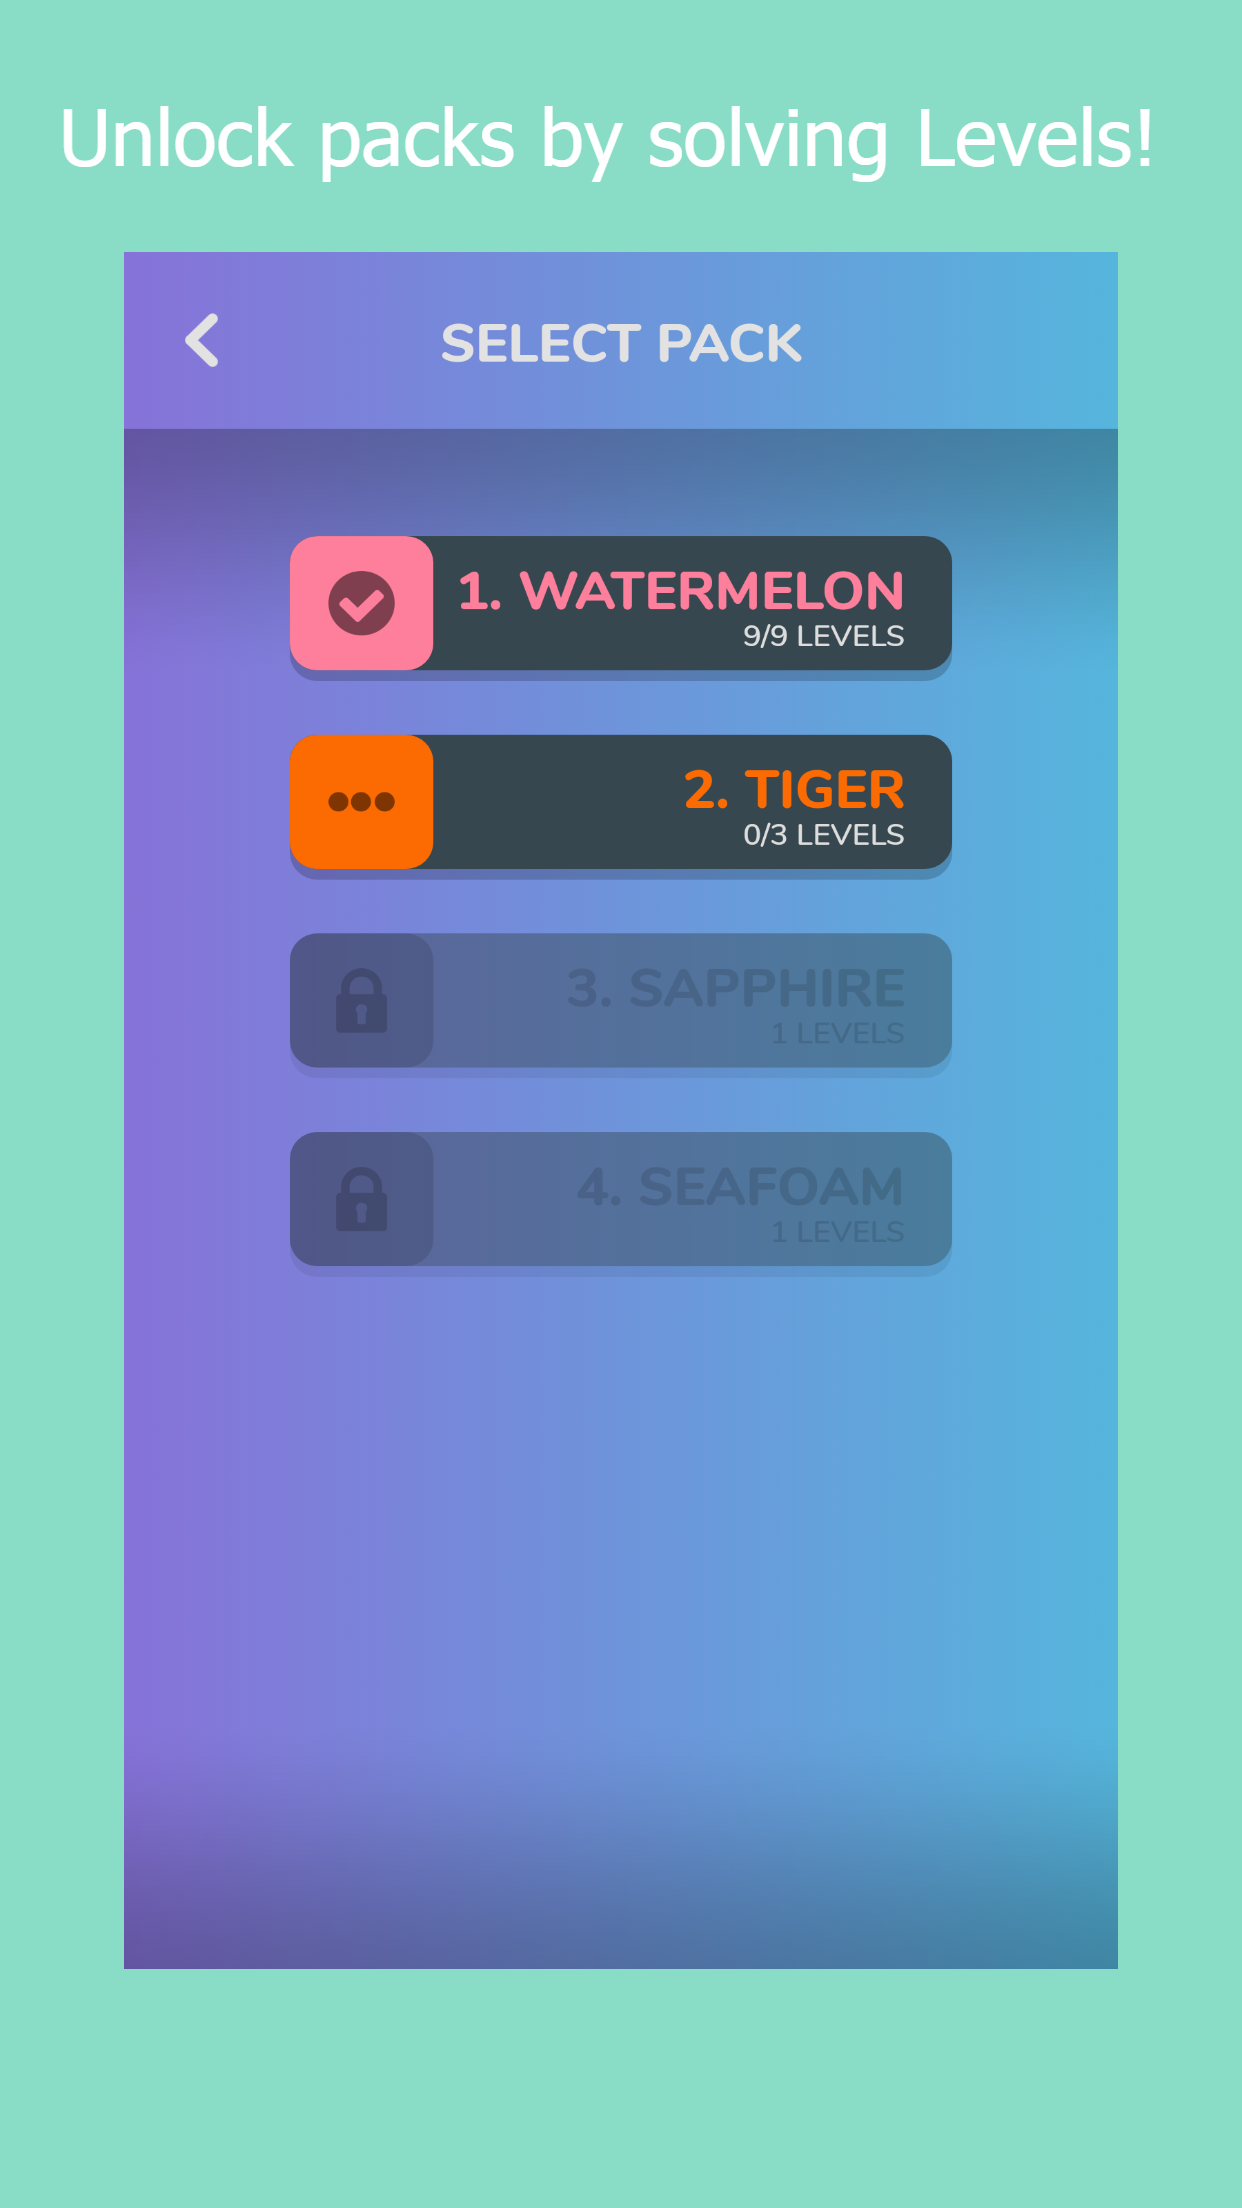 Unlock packs by solving Levels!
SELECT PACK
1. WATERMELON
9/9 LEVELS
2. TIGER
0/3 LEVELS
3. SAPPHIRE
1 LEVELS
4. SEAFOAM
1 LEVELS